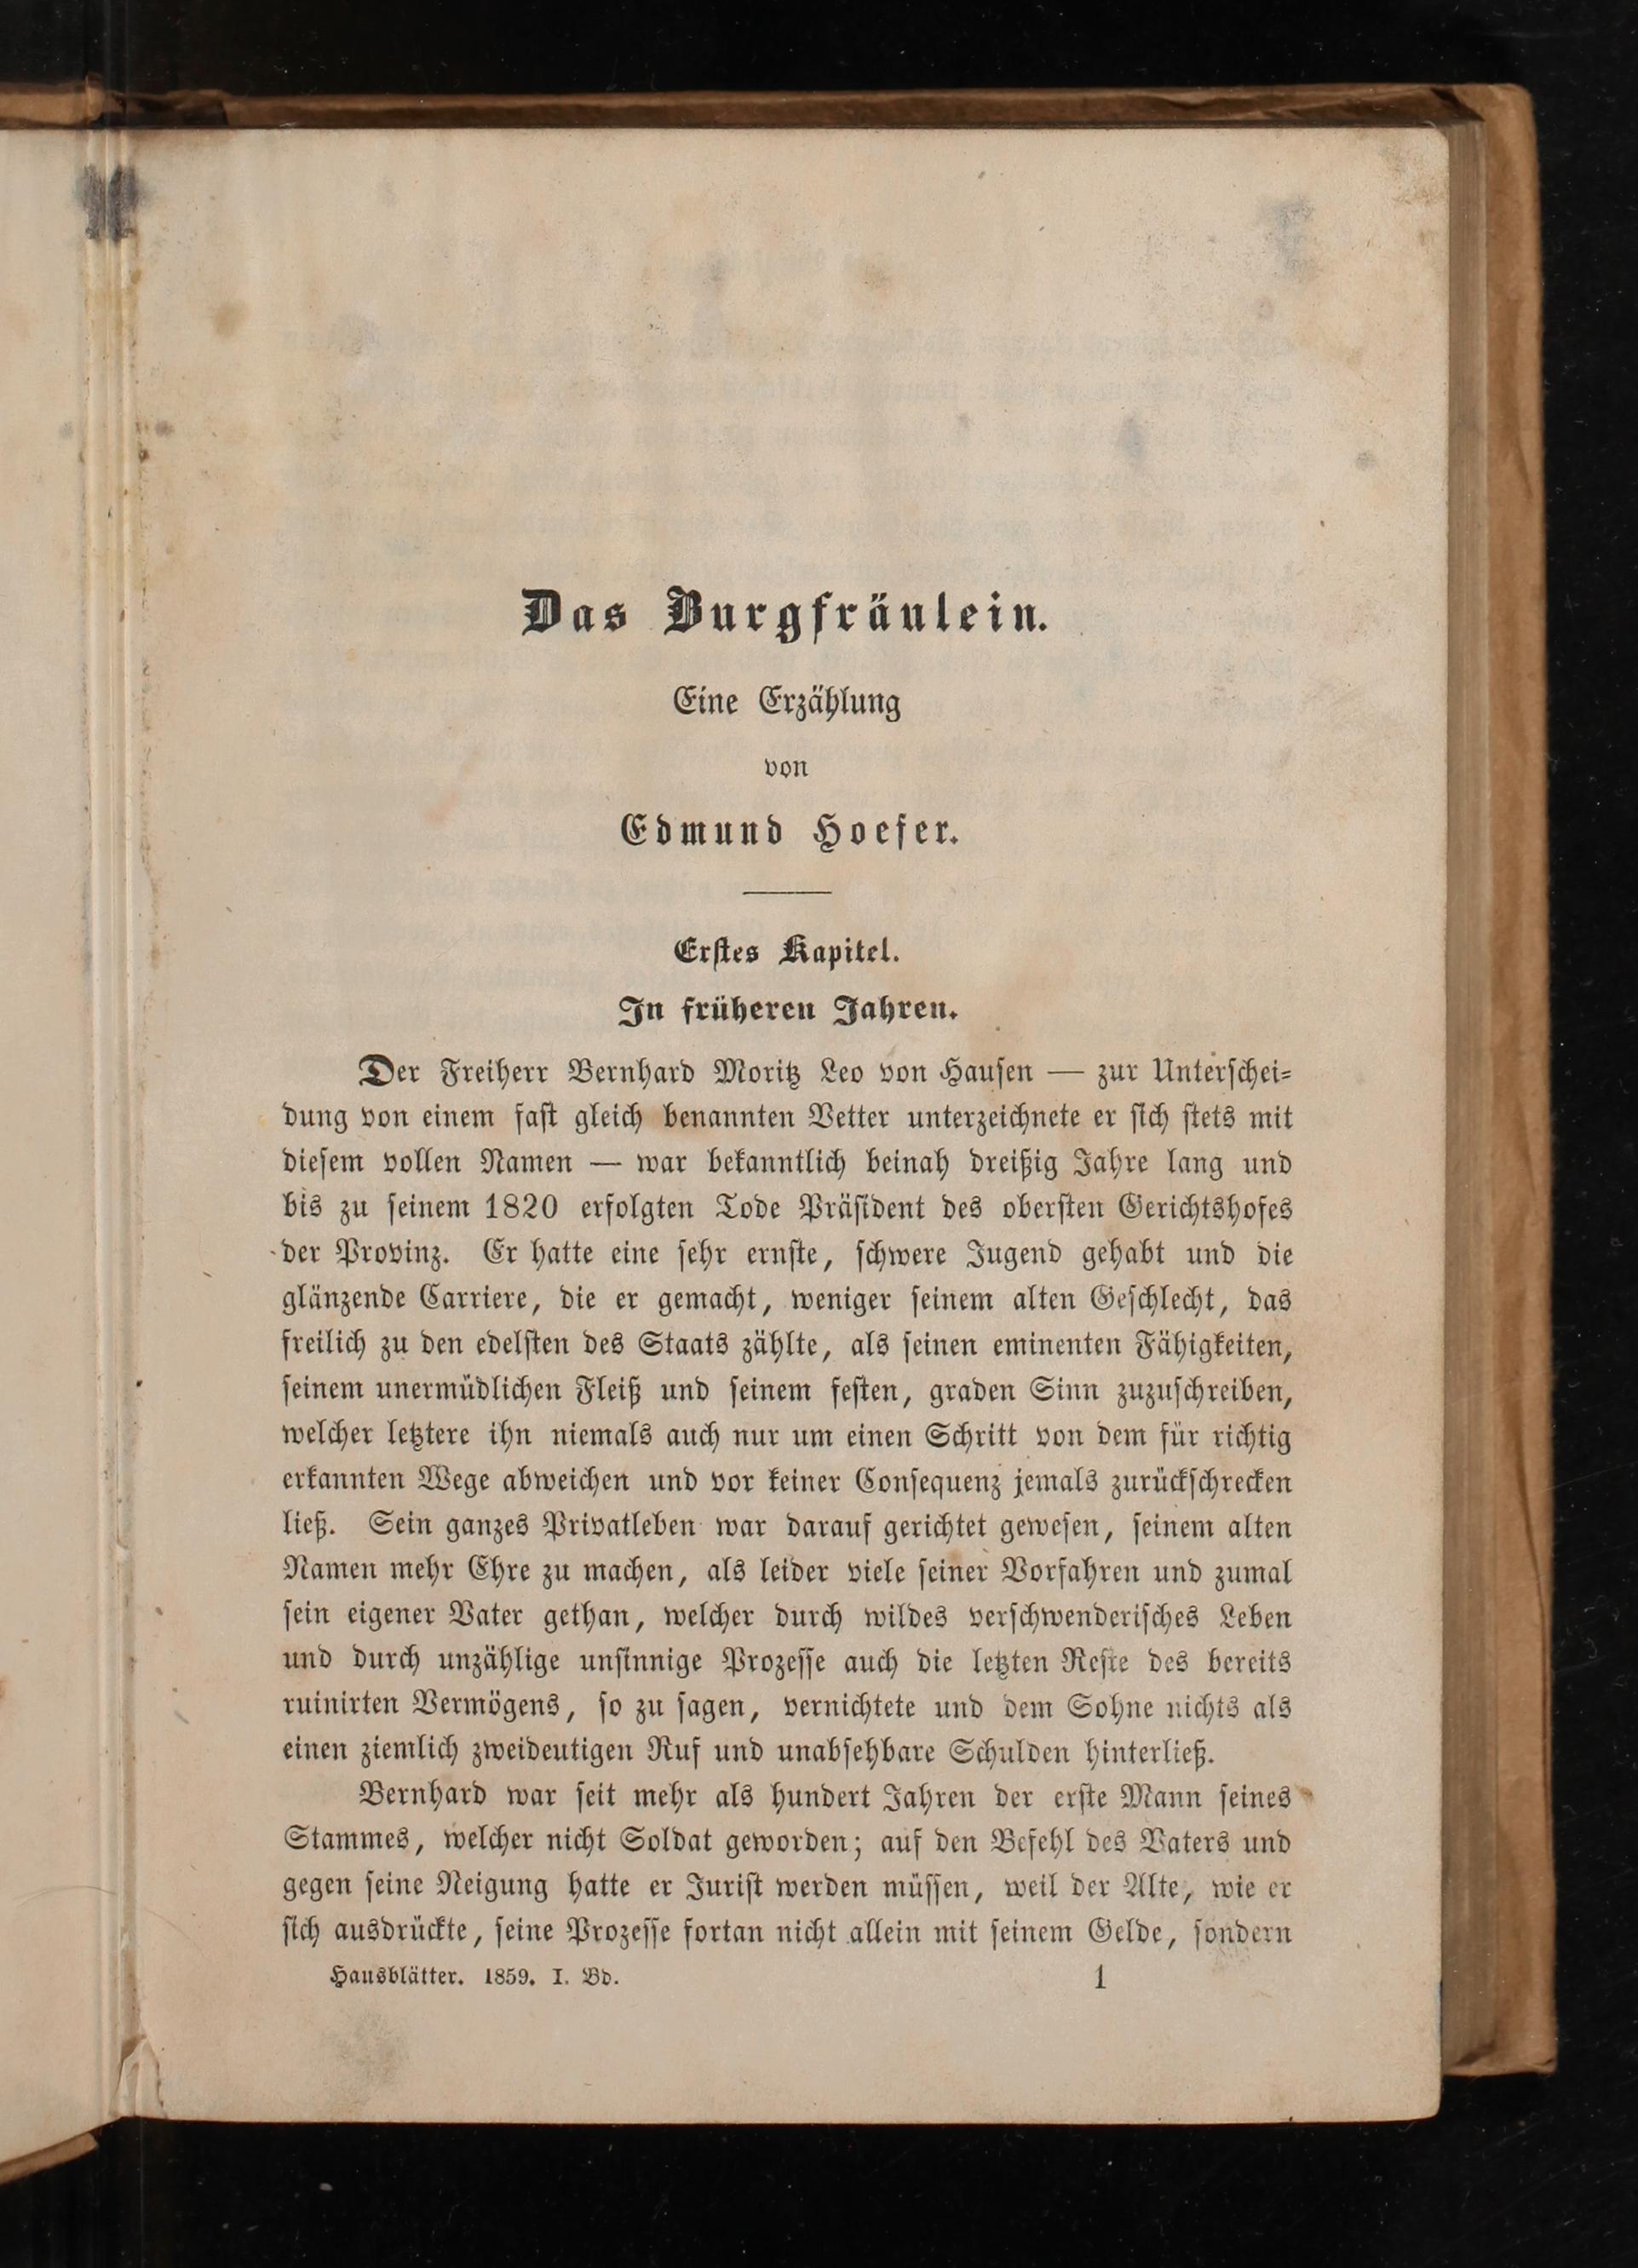 Das Burgfräulein.
Eine Erzählung
von
Edmund Hoefer.
Erstes Kapitel.
In früheren Jahren.
Der Freiherr Bernhard Moritz Leo von Hausen — zur Unterschei-
dung von einem fast gleich benannten Vetter unterzeichnete er sich stets mit
diesem vollen Namen — war bekanntlich beinah dreißig Jahre lang und
bis zu seinem 1820 erfolgten Tode Präsident des obersten Gerichtshofes
der Provinz. Er hatte eine sehr ernste, schwere Jugend gehabt und die
glänzende Carriere, die er gemacht, weniger seinem alten Geschlecht, das
freilich zu den edelsten des Staats zählte, als seinen eminenten Fähigkeiten,
seinem unermüdlichen Fleiß und seinem festen, graden Sinn zuzuschreiben,
welcher letztere ihn niemals auch nur um einen Schritt von dem für richtig
erkannten Wege abweichen und vor keiner Consequenz jemals zurückschrecken
ließ. Sein ganzes Privatleben war darauf gerichtet gewesen, seinem alten
Namen mehr Ehre zu machen, als leider viele seiner Vorfahren und zumal
sein eigener Vater gethan, welcher durch wildes verschwenderisches Leben
und durch unzählige unsinnige Prozesse auch die letzten Reste des bereits
ruinirten Vermögens, so zu sagen, vernichtete und dem Sohne nichts als
einen ziemlich zweideutigen Ruf und unabsehbare Schulden hinterließ.
Bernhard war seit mehr als hundert Jahren der erste Mann seines
Stammes, welcher nicht Soldat geworden; auf den Befehl des Vaters und
gegen seine Neigung hatte er Jurist werden müssen, weil der Alte, wie er
sich ausdrückte, seine Prozesse fortan nicht allein mit seinem Gelde, sondern
Hausblätter. 1859. I. Bd. 1